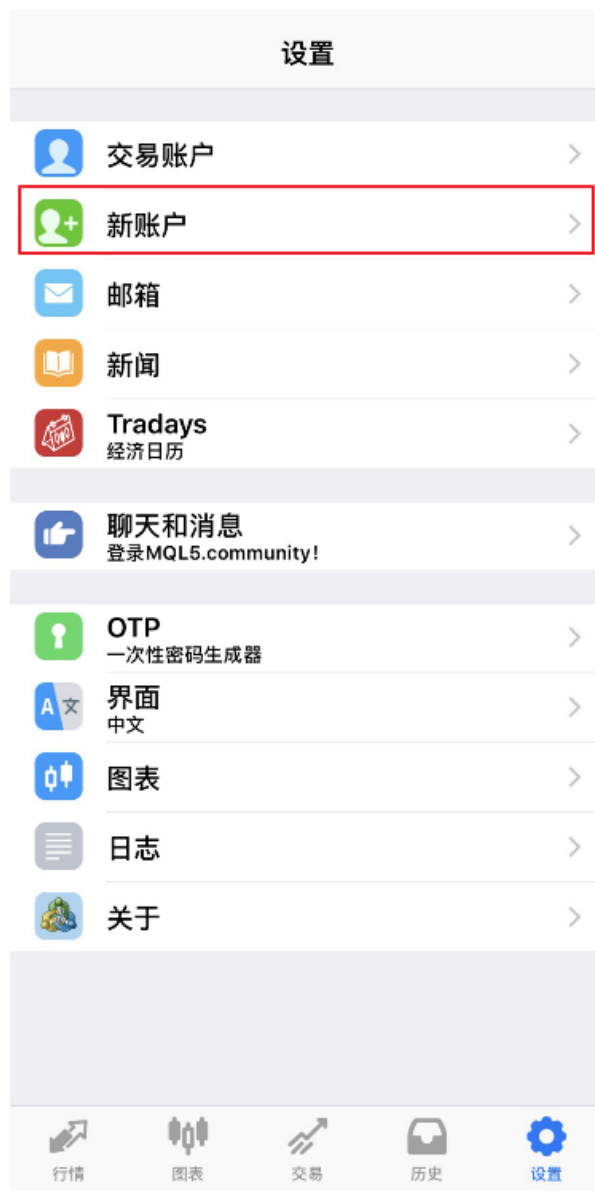 设置
交易账户
新账户
邮箱
新闻
Tradays
经济日历
聊天和消息
登录MQL5.community!
OTP
一次性密码生成器
A 文
界面
中文
图表
日志
关于
行情
图表
交易
历史
设置